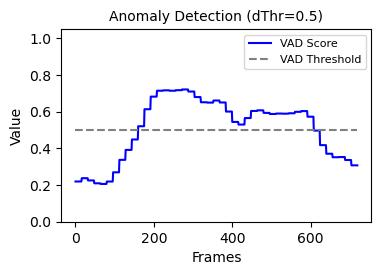 Anomaly Detection (dThr=0.5)
1.0
0.8
0.6
0.4
0.2
0.0
Value
VAD Score
VAD Threshold
0 200 400 600
Frames